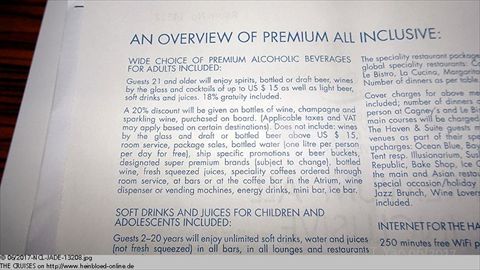 AN OVERVIEW OF PREMIUM ALL INCLUSIVE:
WIDE CHOICE OF PREMIUM ALCOHOLIC BEVERAGES
FOR ADULTS INCLUDED:
Guests 21 and older will enjoy spirits, bottled or draft beer, wines
by the glass and cocktails of up to US $ 15 as well as light beer,
soft drinks and juices. 18% gratuity included.
A 20% discount will be given on bottles of wine, champagne and
sparkling wine, purchased on board. (Applicable taxes and VAT
may apply based on certain destinations). Does not include: wines
by the glass and draft or bottled beer above US $ 15,
room service, package sales, bottled water (one litre per person
per day for free), ship specific promotions or beer buckets,
designated super premium brands (subject to change), bottled
wine, fresh squeezed juices, speciality coffees ordered through
room service, at bars or at the coffee bar in the Atrium, wine
dispenser or vending machines, energy drinks, mini bar, ice bar.
SOFT DRINKS AND JUICES FOR CHILDREN AND
ADOLESCENTS INCLUDED:
Guests 2–20 years will enjoy unlimited soft drinks, water and juices
(not fresh squeezed) in all bars, in all lounges and restaurants
The speciality restaurant package
global speciality restaurants:
Le Bistro, La Cucina, Margarita
Number of dinners as per table
Cover charges for above me
included; number of dinners
person at Cagney's and Le Bi
main courses will be charged
The Haven & Suite guests m
venues as part of their spe
upcharges: Ocean Blue, Bay
Tent resp. Illusionarium, Sus
Republic, Bake Shop, Ice C
the main and Asian restau
special occasion/holiday
Jazz Brunch, Wine Lovers
included.
INTERNET FOR THE HA
250 minutes free WiFi p
© 06/2017-NCL-JADE-13208.jpg
THE CRUISES on http://www.heinbloed-online.de